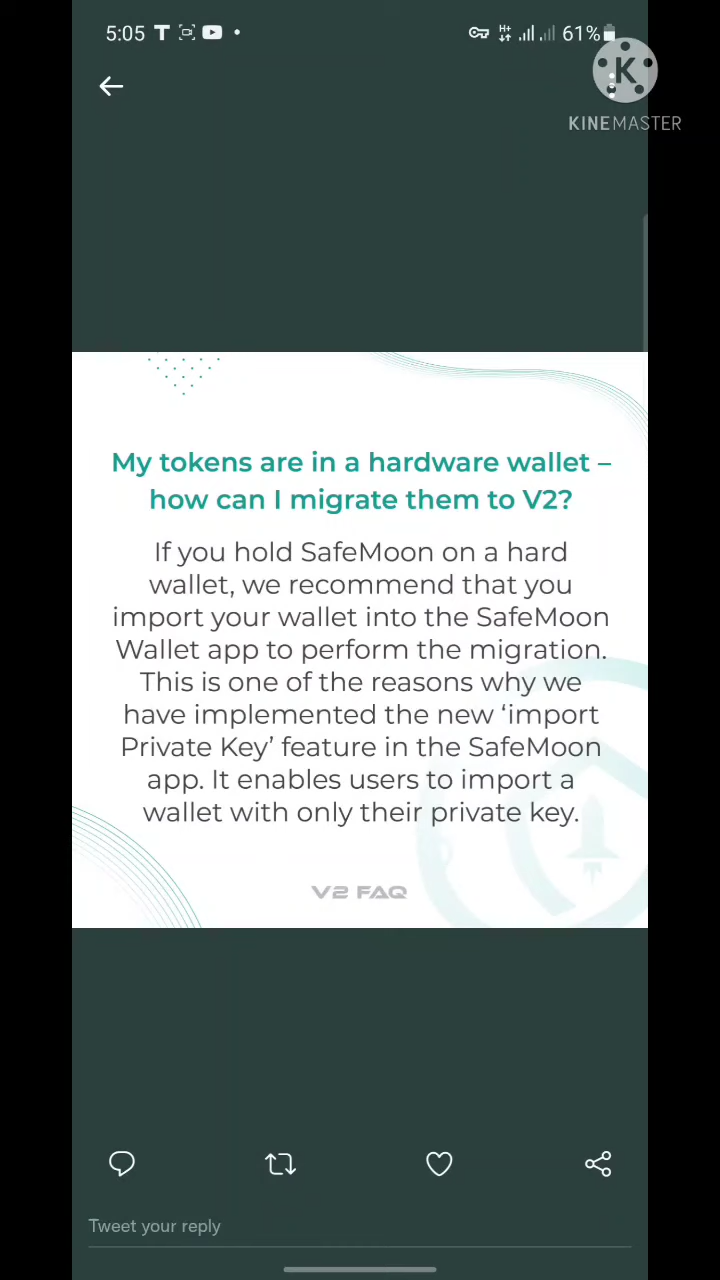 5:05
61%
K
KINEMASTER
My tokens are in a hardware wallet –
how can I migrate them to V2?
If you hold SafeMoon on a hard
wallet, we recommend that you
import your wallet into the SafeMoon
Wallet app to perform the migration.
This is one of the reasons why we
have implemented the new ‘import
Private Key’ feature in the SafeMoon
app. It enables users to import a
wallet with only their private key.
V2 FAQ
Tweet your reply